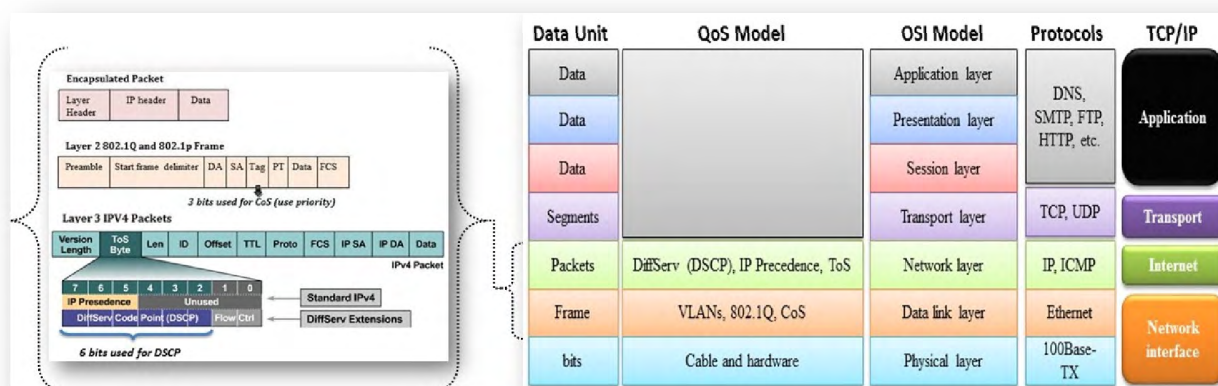 Encapsulated Packet
Layer Header IP header Data
Layer 2 802.1Q and 802.1p Frame
Preamble Start frame delimiter DA SA Tag PT Data FCS
3 bits used for CoS (use priority)
Layer 3 IPV4 Packets
Version Length ToS Byte Len ID Offset TTL Proto FCS IP SA IP DA Data
IPv4 Packet
7 6 5 4 3 2 1 0
IP Presedence Unused
Standard IPv4
DiffServ Code Point (DSCP) Flow Ctrl
DiffServ Extensions
6 bits used for DSCP
Data Unit QoS Model OSI Model Protocols TCP/IP
Data Application layer
Data Presentation layer
Data Session layer
DNS,
SMTP, FTP,
HTTP, etc.
Application
Segments Transport layer TCP, UDP Transport
Packets DiffServ (DSCP), IP Precedence, ToS Network layer IP, ICMP Internet
Frame VLANs, 802.1Q, CoS Data link layer Ethernet
bits Cable and hardware Physical layer 100Base-
TX
Network
interface